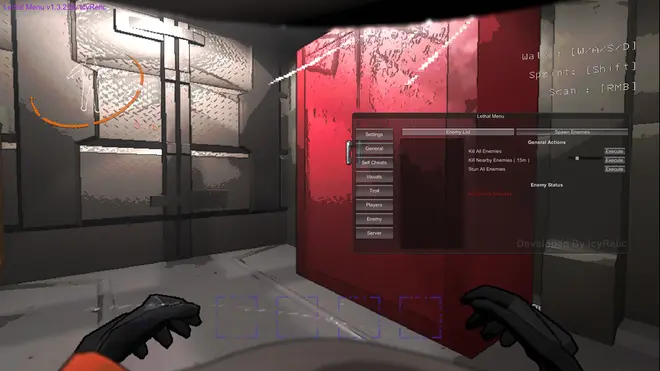 Lethal Menu v1.3.2
IcyRelic
Walk: [W/A/S/D]
Sprint: [Shift]
Scan: [RMB]
Lethal Menu
Settings
General
Self Cheats
Visuals
Troll
Players
Enemy
Server
Enemy List
Spawn Enemies
General Actions
Kill All Enemies
Execute
Kill Nearby Enemies ( 15m )
Execute
Stun All Enemies
Execute
Enemy Status
Developed By IcyRelic